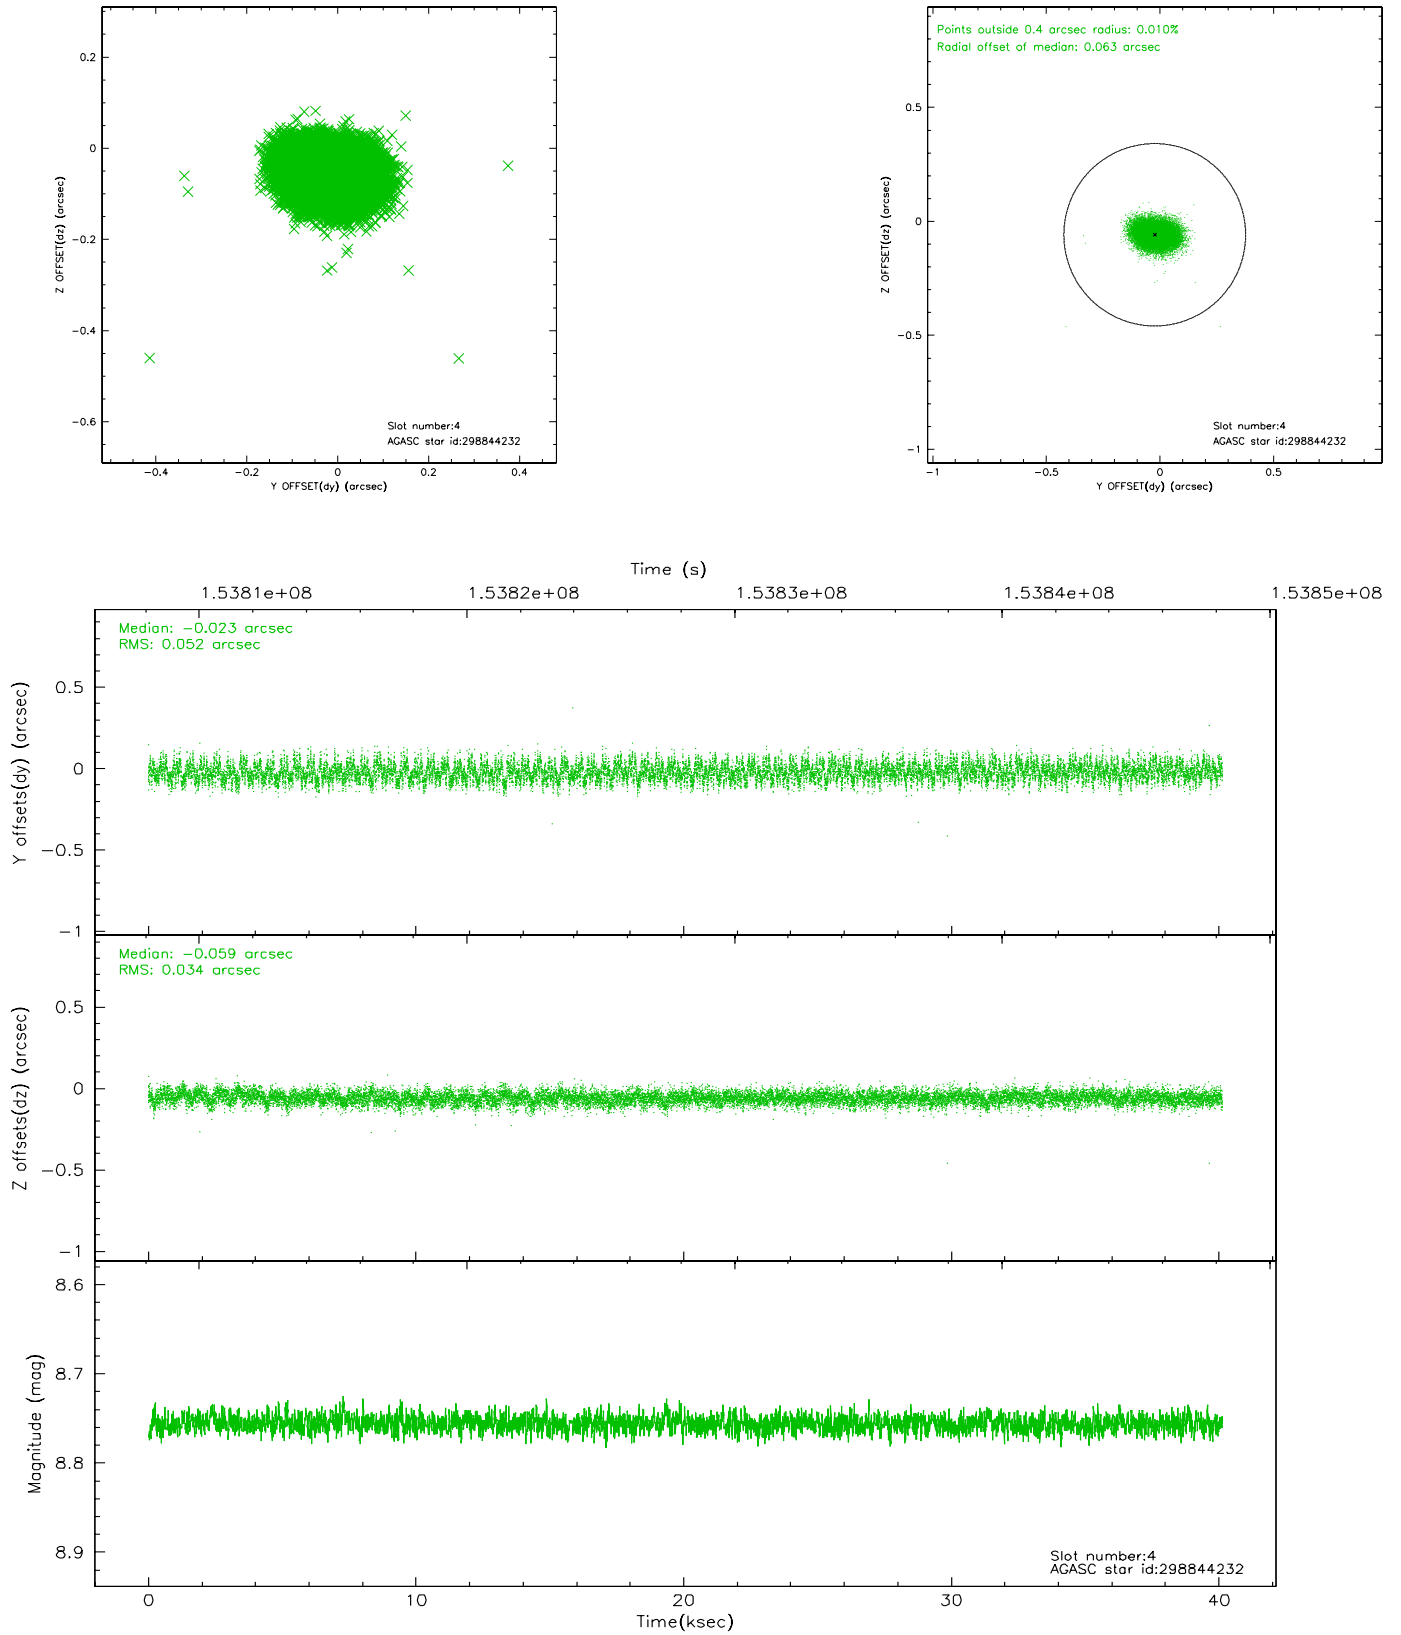 0.2
0
−0.2
−0.4
−0.6
Z OFFSET(dz) (arcsec)
Slot number:4
AGASC star id:298844232
−0.4
−0.2
0
0.2
0.4
Y OFFSET(dy) (arcsec)
Points outside 0.4 arcsec radius: 0.010%
Radial offset of median: 0.063 arcsec
0.5
0
−0.5
−1
Z OFFSET(dz) (arcsec)
Slot number:4
AGASC star id:298844232
−1
−0.5
0
0.5
Y OFFSET(dy) (arcsec)
Time (s)
1.5381e+08
1.5382e+08
1.5383e+08
1.5384e+08
1.5385e+08
Median: −0.023 arcsec
RMS: 0.052 arcsec
0.5
0
−0.5
−1
Y offsets(dy) (arcsec)
Median: −0.059 arcsec
RMS: 0.034 arcsec
0.5
0
−0.5
−1
Z offsets(dz) (arcsec)
8.6
8.7
8.8
8.9
Magnitude (mag)
Slot number:4
AGASC star id:298844232
0
10
20
30
40
Time(ksec)